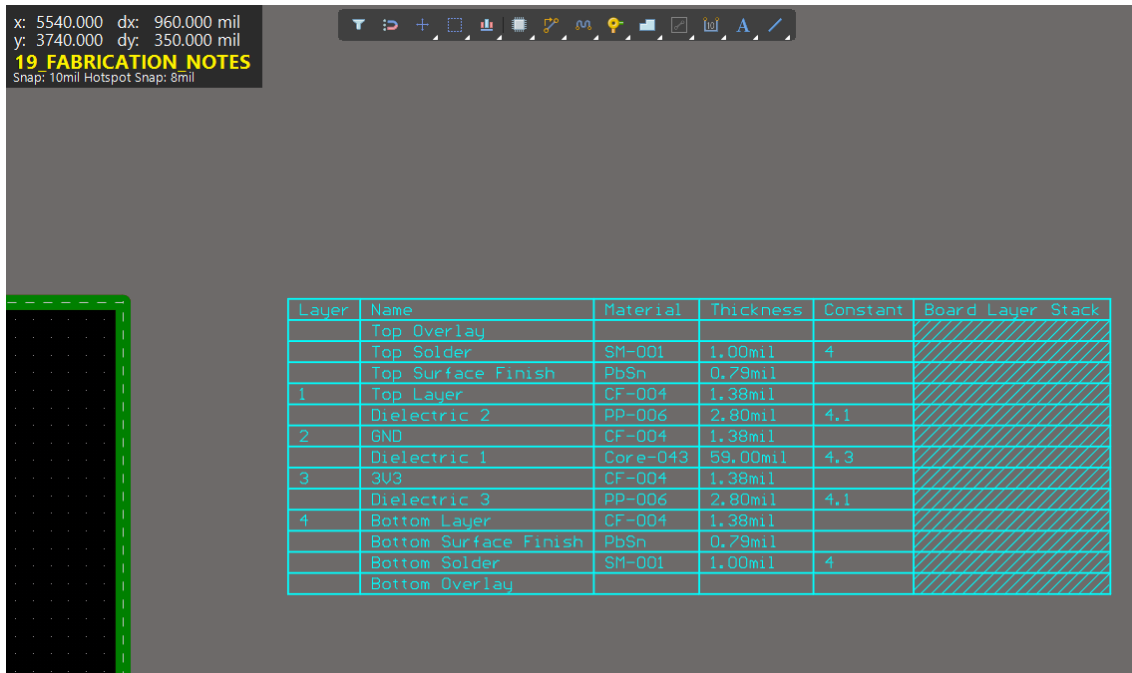 x: 5540.000 dx: 960.000 mil
y: 3740.000 dy: 350.000 mil
19_FABRICATION_NOTES
Snap: 10mil Hotspot Snap: 8mil
Layer Name Material Thickness Constant Board Layer Stack
Top Overlay
Top Solder SM-001 1.00mil 4
Top Surface Finish PbSn 0.79mil
1 Top Layer CF-004 1.38mil
Dielectric 2 PP-006 2.80mil 4.1
2 GND CF-004 1.38mil
Dielectric 1 Core-043 59.00mil 4.3
3 3V3 CF-004 1.38mil
Dielectric 3 PP-006 2.80mil 4.1
4 Bottom Layer CF-004 1.38mil
Bottom Surface Finish PbSn 0.79mil
Bottom Solder SM-001 1.00mil 4
Bottom Overlay